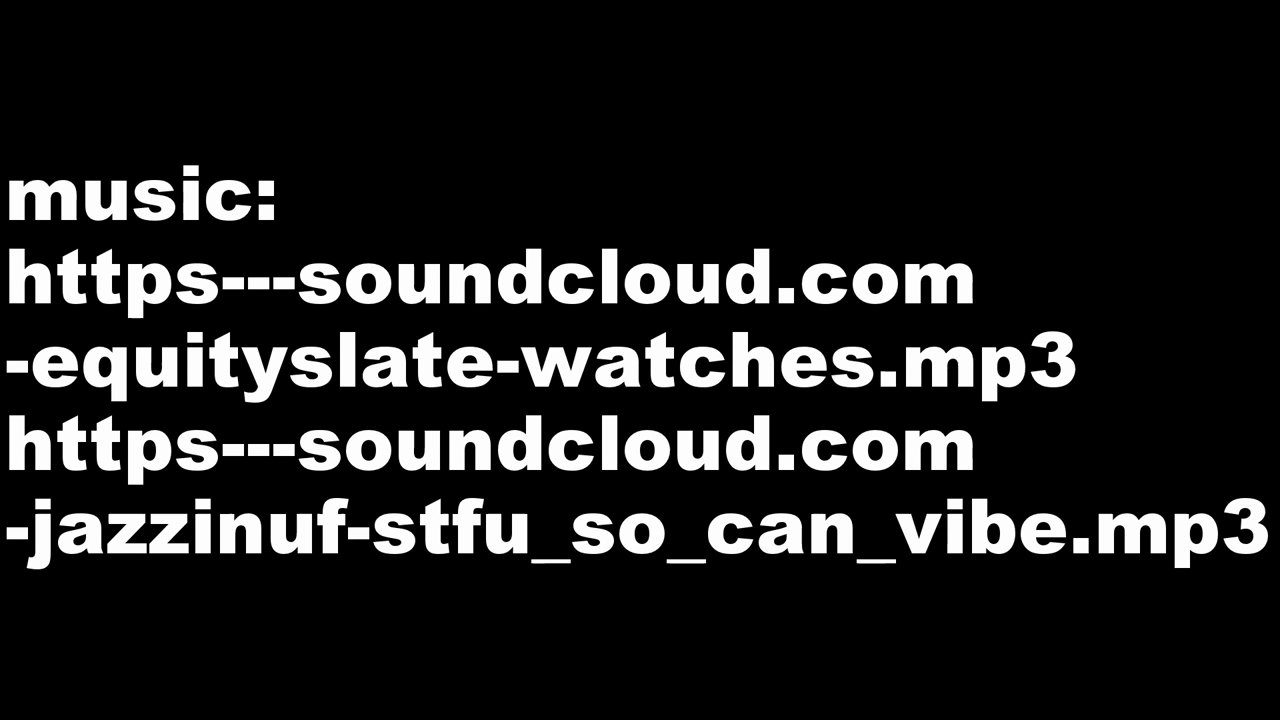 music:
https---soundcloud.com
-equityslate-watches.mp3
https---soundcloud.com
-jazzinuf-stfu_so_can_vibe.mp3